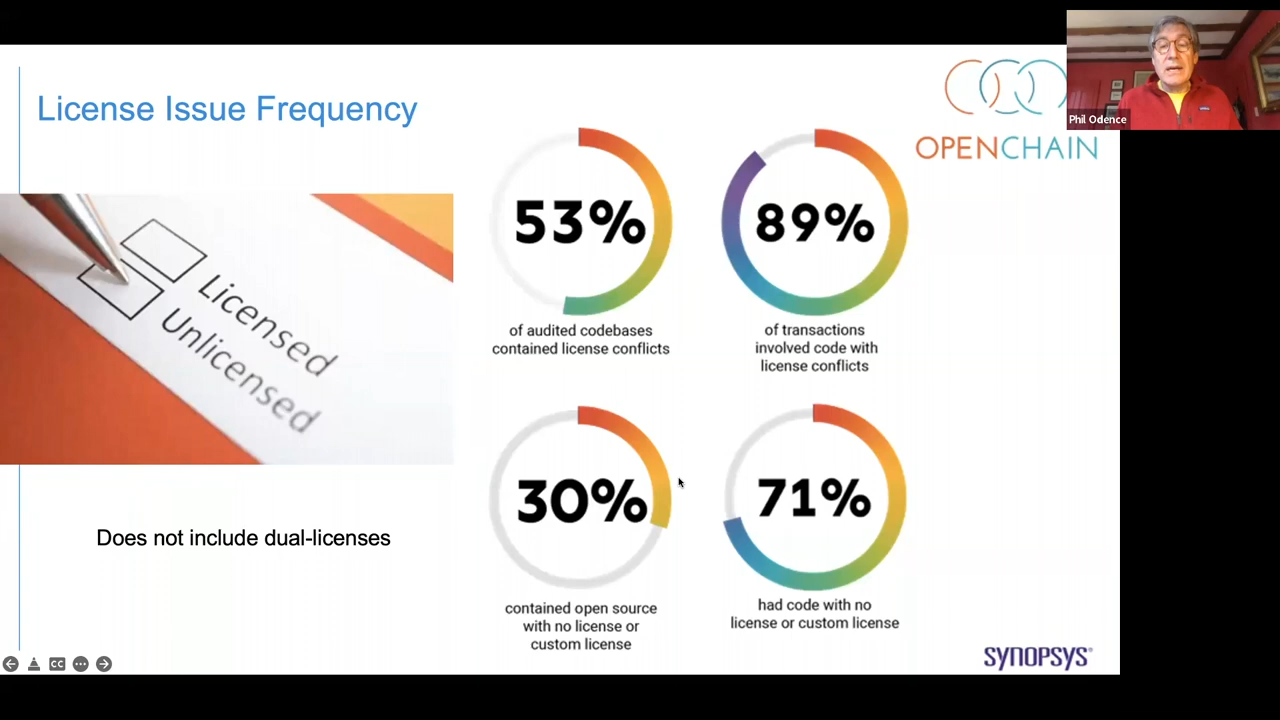 License Issue Frequency
OPENCHAIN
Phil Odence
53%
of audited codebases
contained license conflicts
89%
of transactions
involved code with
license conflicts
Licensed
Unlicensed
30%
contained open source
with no license or
custom license
71%
had code with no
license or custom license
Does not include dual-licenses
CC
SYNOPSYS®